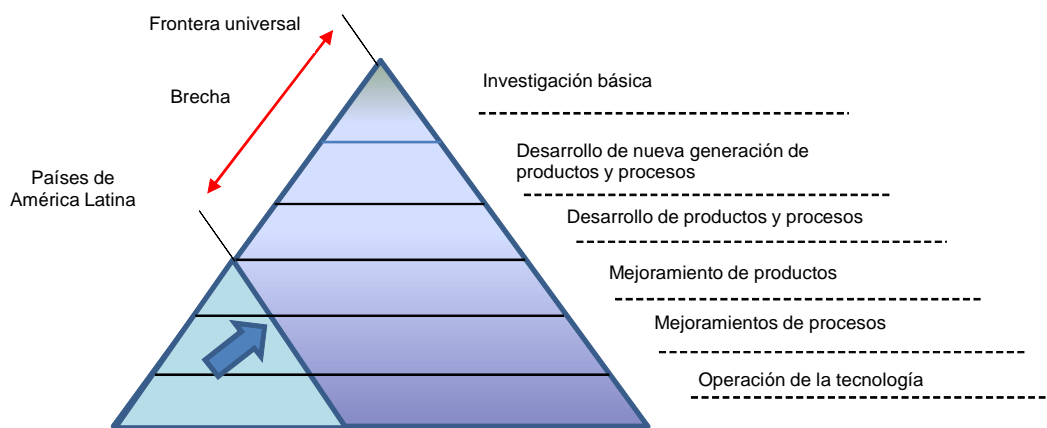 Frontera universal
Brecha
Países de
América Latina
Investigación básica
Desarrollo de nueva generación de
productos y procesos
Desarrollo de productos y procesos
Mejoramiento de productos
Mejoramientos de procesos
Operación de la tecnología